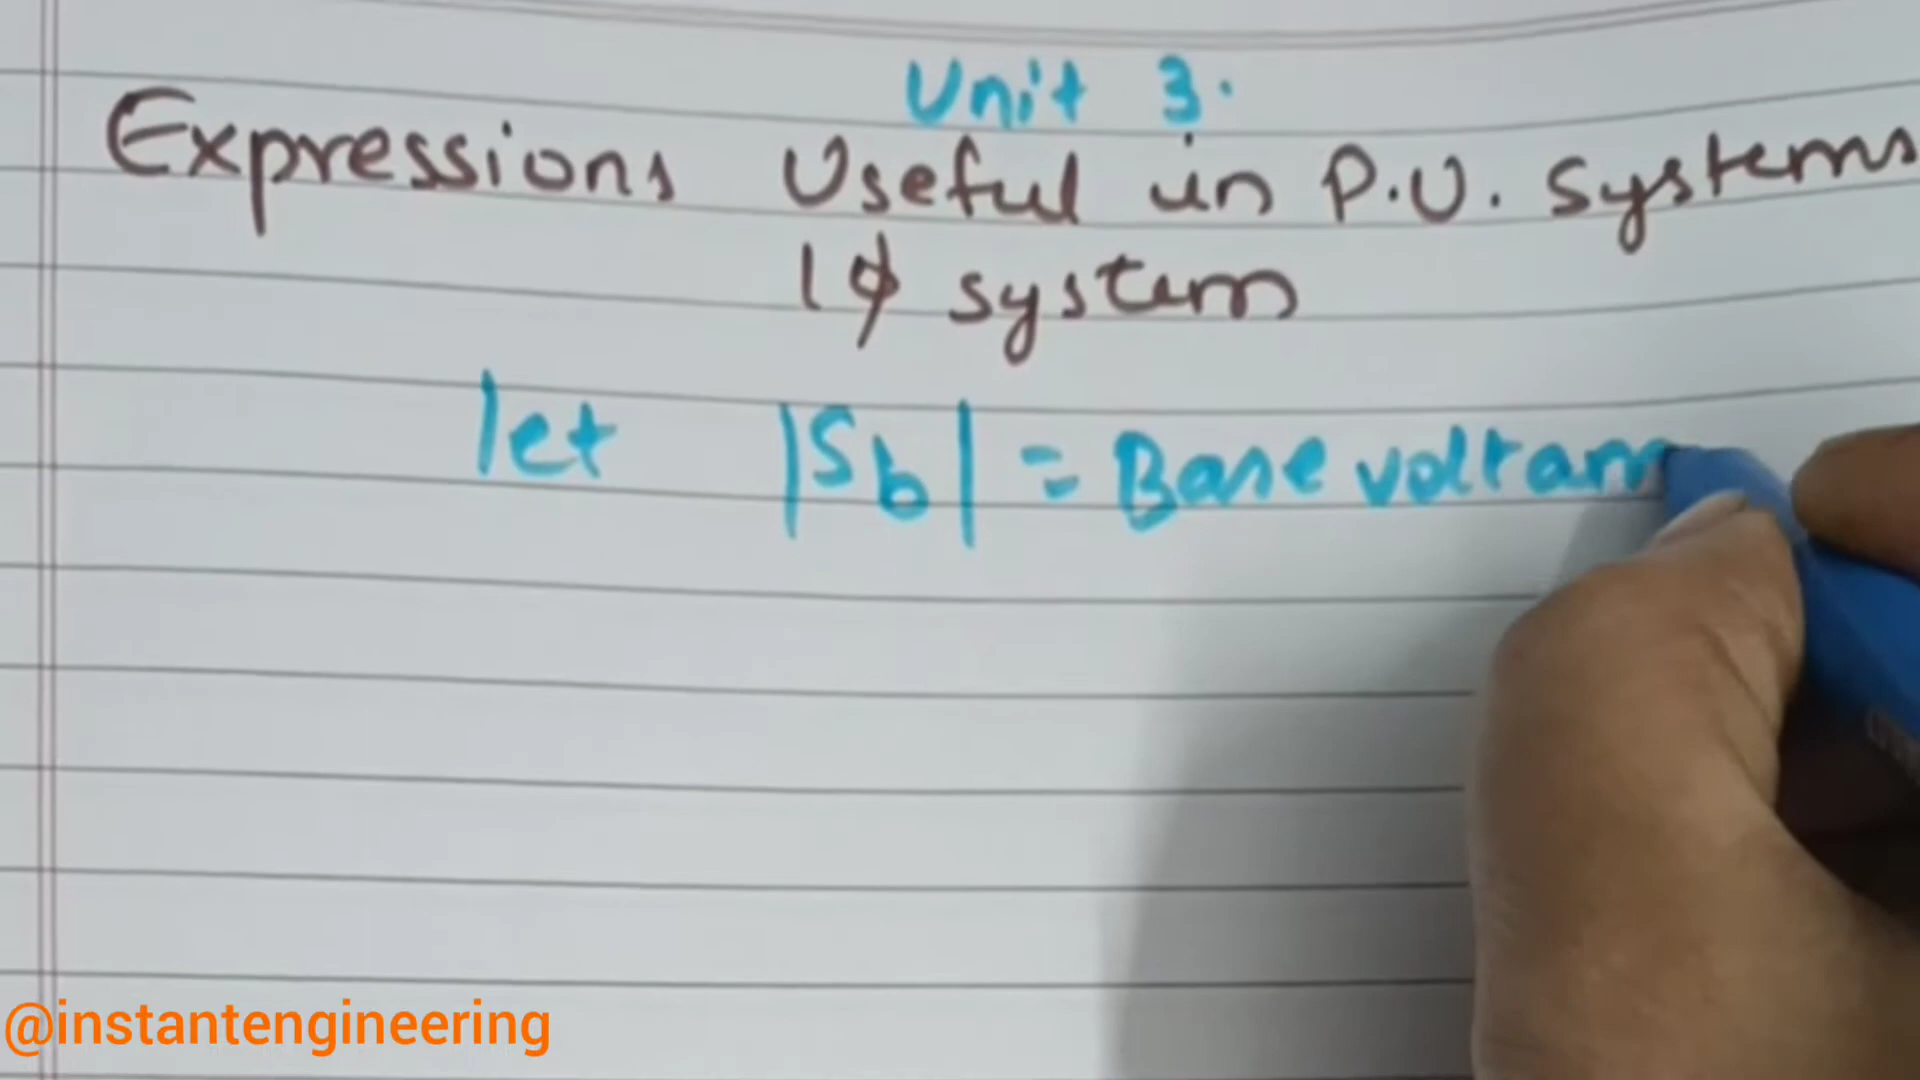 Unit 3.
Expressions Useful in P.U. Systems
1φ system
let |Sb| = Base voltam
@instantengineering